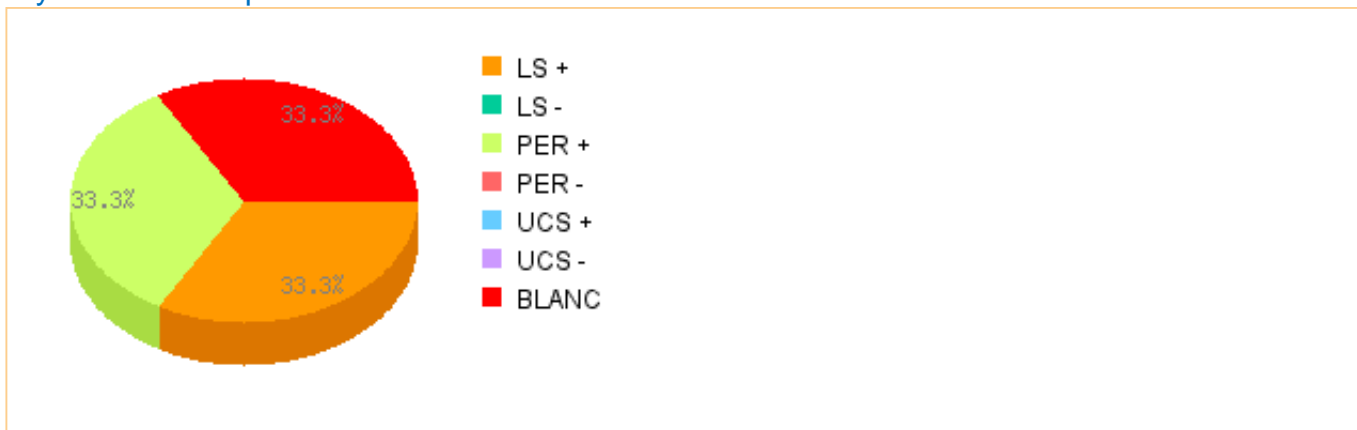 33.3%
33.3%
33.3%
LS +
LS -
PER +
PER -
UCS +
UCS -
BLANC